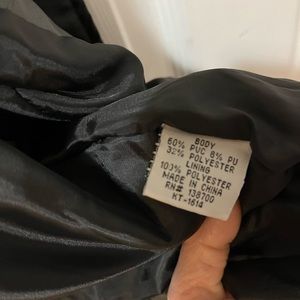 BODY
60% PVC 8% PU
32% POLYESTER
LINING
100% POLYESTER
MADE IN CHINA
RN# 138700
KT-1614